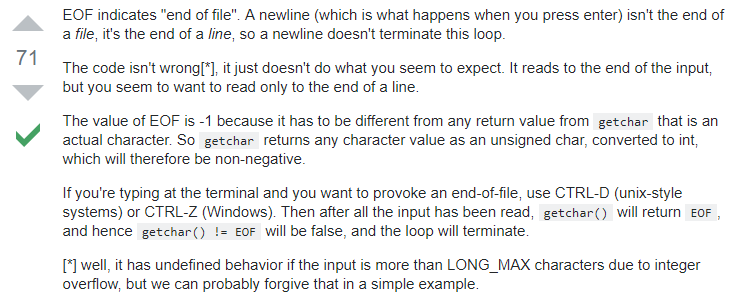 EOF indicates "end of file". A newline (which is what happens when you press enter) isn't the end of
a file, it's the end of a line, so a newline doesn't terminate this loop.
71
The code isn't wrong[*], it just doesn't do what you seem to expect. It reads to the end of the input,
but you seem to want to read only to the end of a line.
The value of EOF is -1 because it has to be different from any return value from getchar that is an
actual character. So getchar returns any character value as an unsigned char, converted to int,
which will therefore be non-negative.
If you're typing at the terminal and you want to provoke an end-of-file, use CTRL-D (unix-style
systems) or CTRL-Z (Windows). Then after all the input has been read, getchar() will return EOF ,
and hence getchar() != EOF will be false, and the loop will terminate.
[*] well, it has undefined behavior if the input is more than LONG_MAX characters due to integer
overflow, but we can probably forgive that in a simple example.